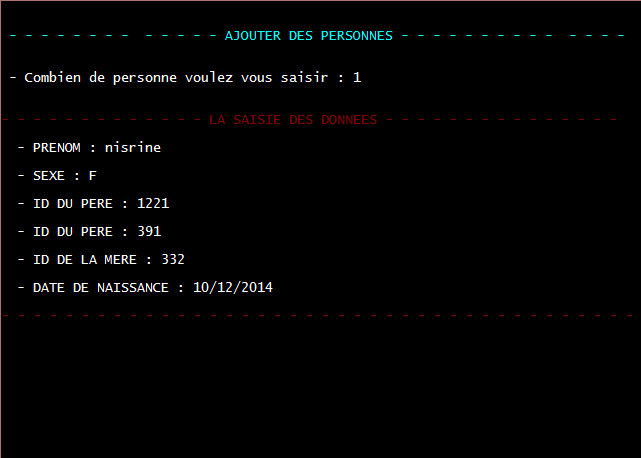 - - - - - - - - - - - - - AJOUTER DES PERSONNES - - - - - - - - - - - - - -
- Combien de personne voulez vous saisir : 1
- - - - - - - - - - - - - LA SAISIE DES DONNEES - - - - - - - - - - - - - - -
- PRENOM : nisrine
- SEXE : F
- ID DU PERE : 1221
- ID DU PERE : 391
- ID DE LA MERE : 332
- DATE DE NAISSANCE : 10/12/2014
- - - - - - - - - - - - - - - - - - - - - - - - - - - - - - - - - - - - - - - -